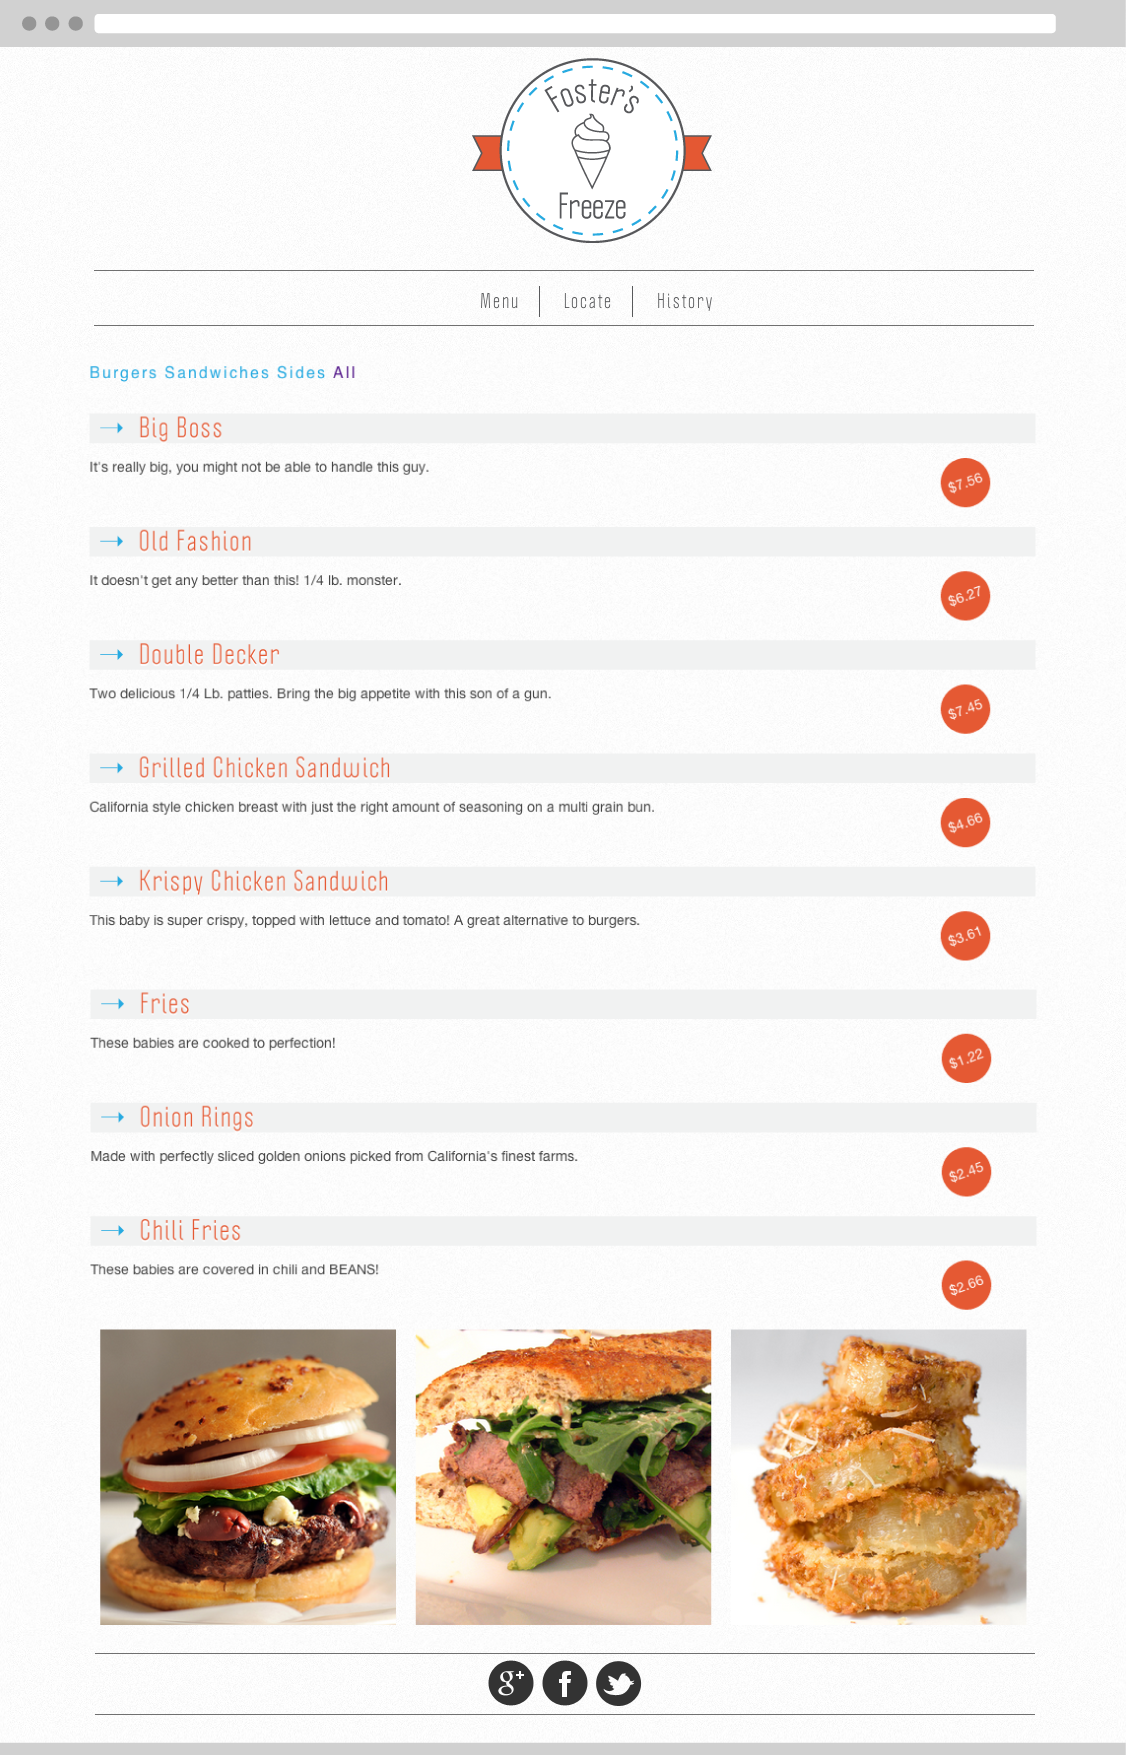 Foster's
Freeze
Menu Locate History
Burgers Sandwiches Sides All
Big Boss
It's really big, you might not be able to handle this guy.
$7.56
Old Fashion
It doesn't get any better than this! 1/4 lb. monster.
$6.27
Double Decker
Two delicious 1/4 Lb. patties. Bring the big appetite with this son of a gun.
$7.45
Grilled Chicken Sandwich
California style chicken breast with just the right amount of seasoning on a multi grain bun.
$4.66
Krispy Chicken Sandwich
This baby is super crispy, topped with lettuce and tomato! A great alternative to burgers.
$3.61
Fries
These babies are cooked to perfection!
$1.22
Onion Rings
Made with perfectly sliced golden onions picked from California's finest farms.
$2.45
Chili Fries
These babies are covered in chili and BEANS!
$2.66
g+ f